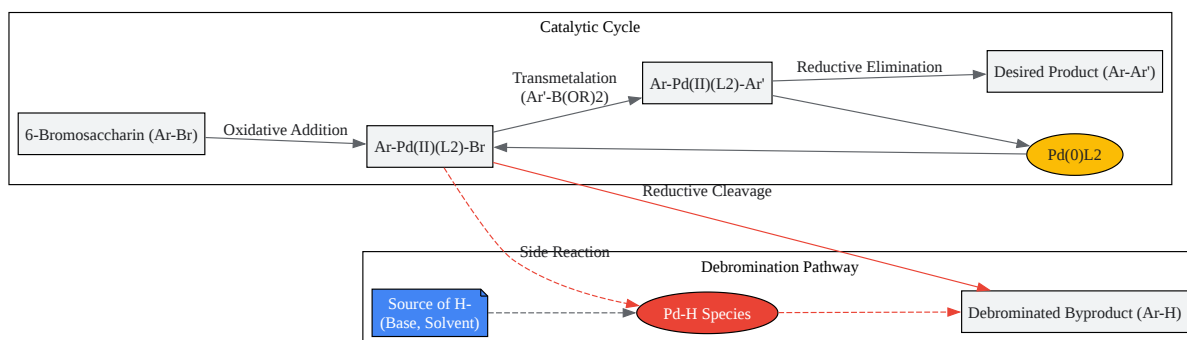 Catalytic Cycle
6-Bromosaccharin (Ar-Br)
Oxidative Addition
Ar-Pd(II)(L2)-Br
Transmetalation
(Ar'-B(OR)2)
Ar-Pd(II)(L2)-Ar'
Reductive Elimination
Desired Product (Ar-Ar')
Pd(0)L2
Reductive Cleavage
Side Reaction
Debromination Pathway
Source of H-
(Base, Solvent)
Pd-H Species
Debrominated Byproduct (Ar-H)